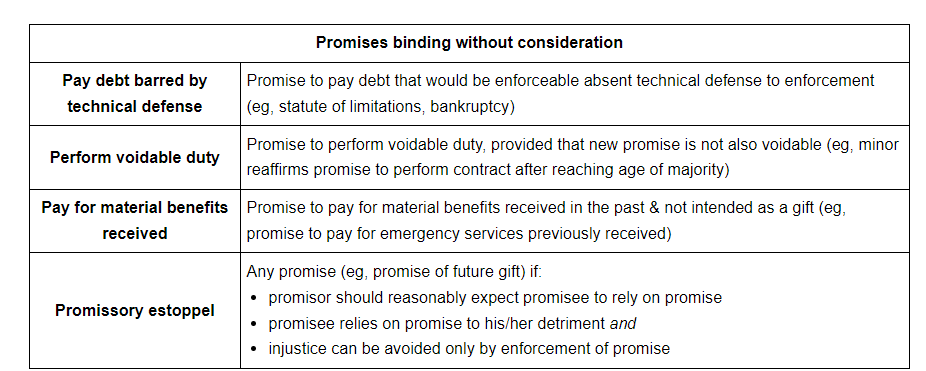 Promises binding without consideration
Pay debt barred by
technical defense
Promise to pay debt that would be enforceable absent technical defense to enforcement
(eg, statute of limitations, bankruptcy)
Perform voidable duty
Promise to perform voidable duty, provided that new promise is not also voidable (eg, minor
reaffirms promise to perform contract after reaching age of majority)
Pay for material benefits
received
Promise to pay for material benefits received in the past & not intended as a gift (eg,
promise to pay for emergency services previously received)
Promissory estoppel
Any promise (eg, promise of future gift) if:
• promisor should reasonably expect promisee to rely on promise
• promisee relies on promise to his/her detriment and
• injustice can be avoided only by enforcement of promise